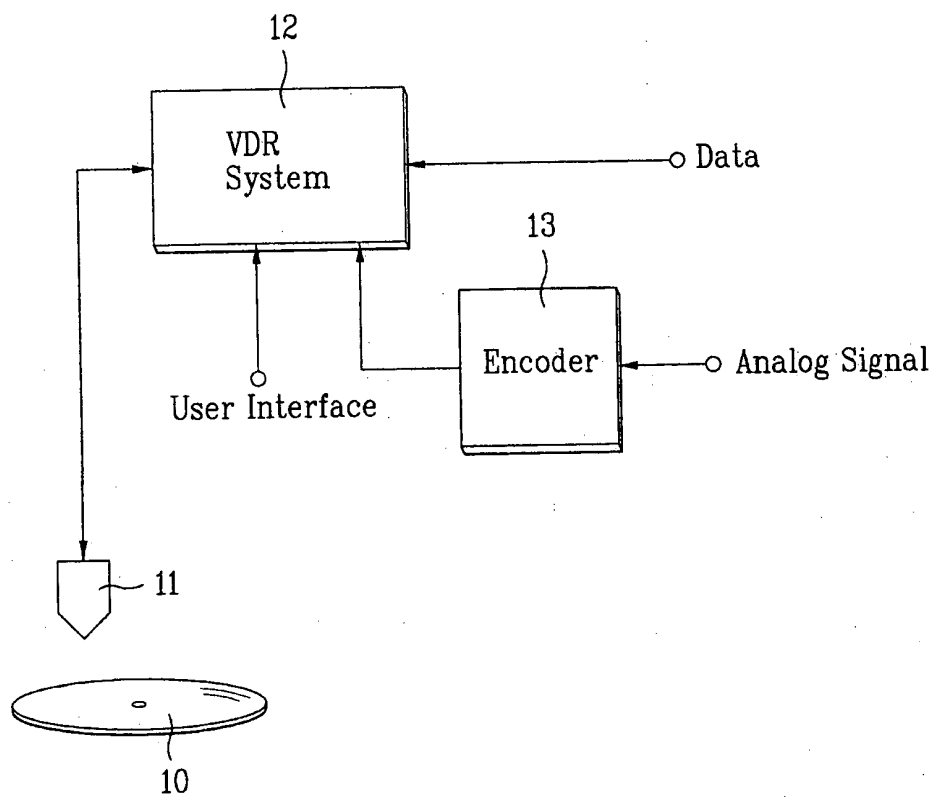 12
VDR
System
Data
13
Encoder
Analog Signal
User Interface
11
10